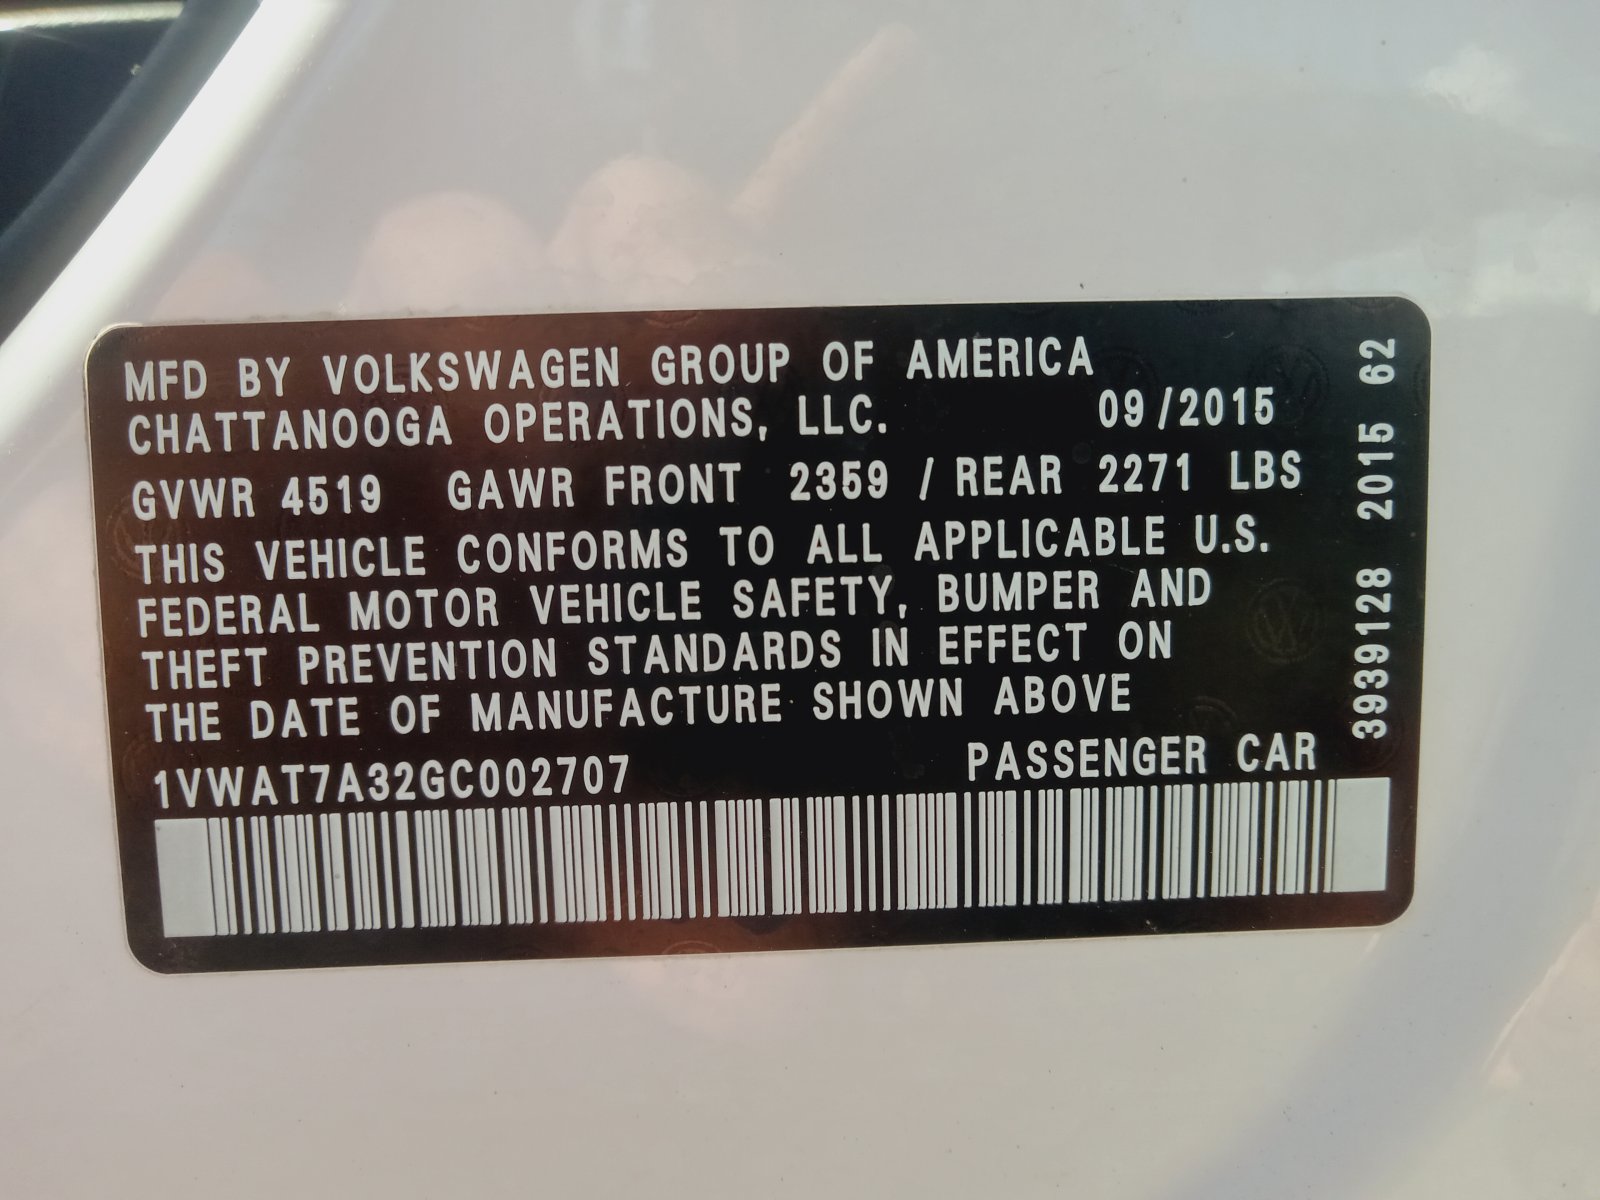 MFD BY VOLKSWAGEN GROUP OF AMERICA
CHATTANOOGA OPERATIONS, LLC. 09/2015
GVWR 4519 GAWR FRONT 2359 / REAR 2271 LBS
THIS VEHICLE CONFORMS TO ALL APPLICABLE U.S.
FEDERAL MOTOR VEHICLE SAFETY, BUMPER AND
THEFT PREVENTION STANDARDS IN EFFECT ON
THE DATE OF MANUFACTURE SHOWN ABOVE
1VWAT7A32GC002707 PASSENGER CAR
3939128 2015 62